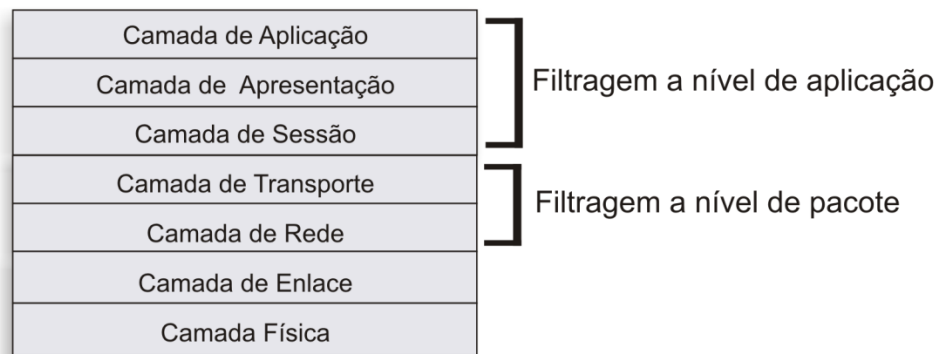 Camada de Aplicação
Camada de Apresentação
Filtragem a nível de aplicação
Camada de Sessão
Camada de Transporte
Filtragem a nível de pacote
Camada de Rede
Camada de Enlace
Camada Física